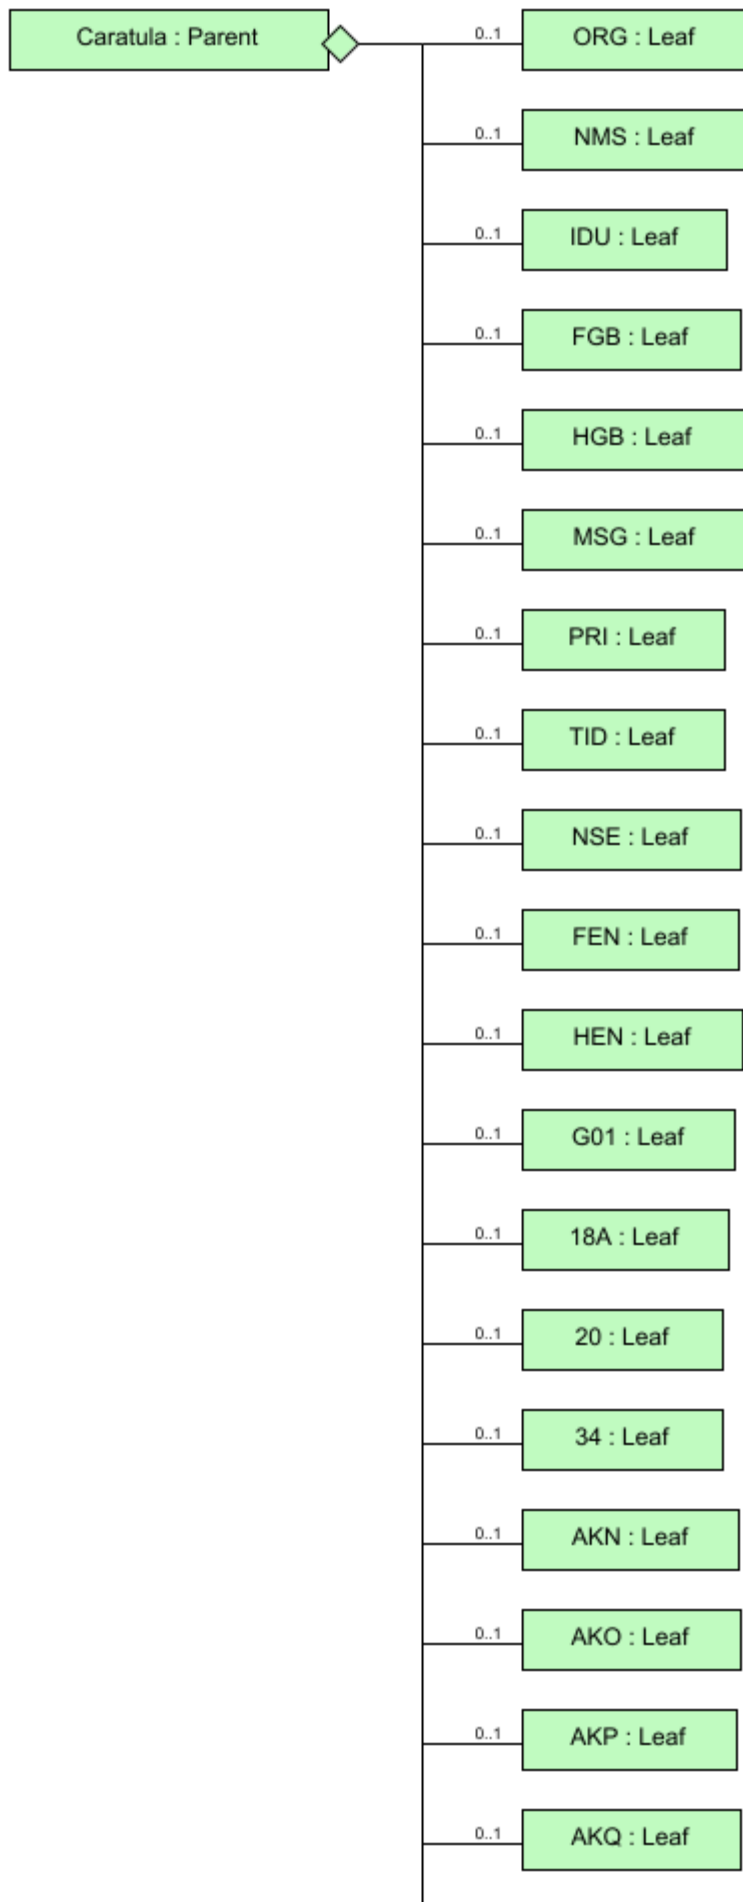 Caratula : Parent
0..1
ORG : Leaf
0..1
NMS : Leaf
0..1
IDU : Leaf
0..1
FGB : Leaf
0..1
HGB : Leaf
0..1
MSG : Leaf
0..1
PRI : Leaf
0..1
TID : Leaf
0..1
NSE : Leaf
0..1
FEN : Leaf
0..1
HEN : Leaf
0..1
G01 : Leaf
0..1
18A : Leaf
0..1
20 : Leaf
0..1
34 : Leaf
0..1
AKN : Leaf
0..1
AKO : Leaf
0..1
AKP : Leaf
0..1
AKQ : Leaf